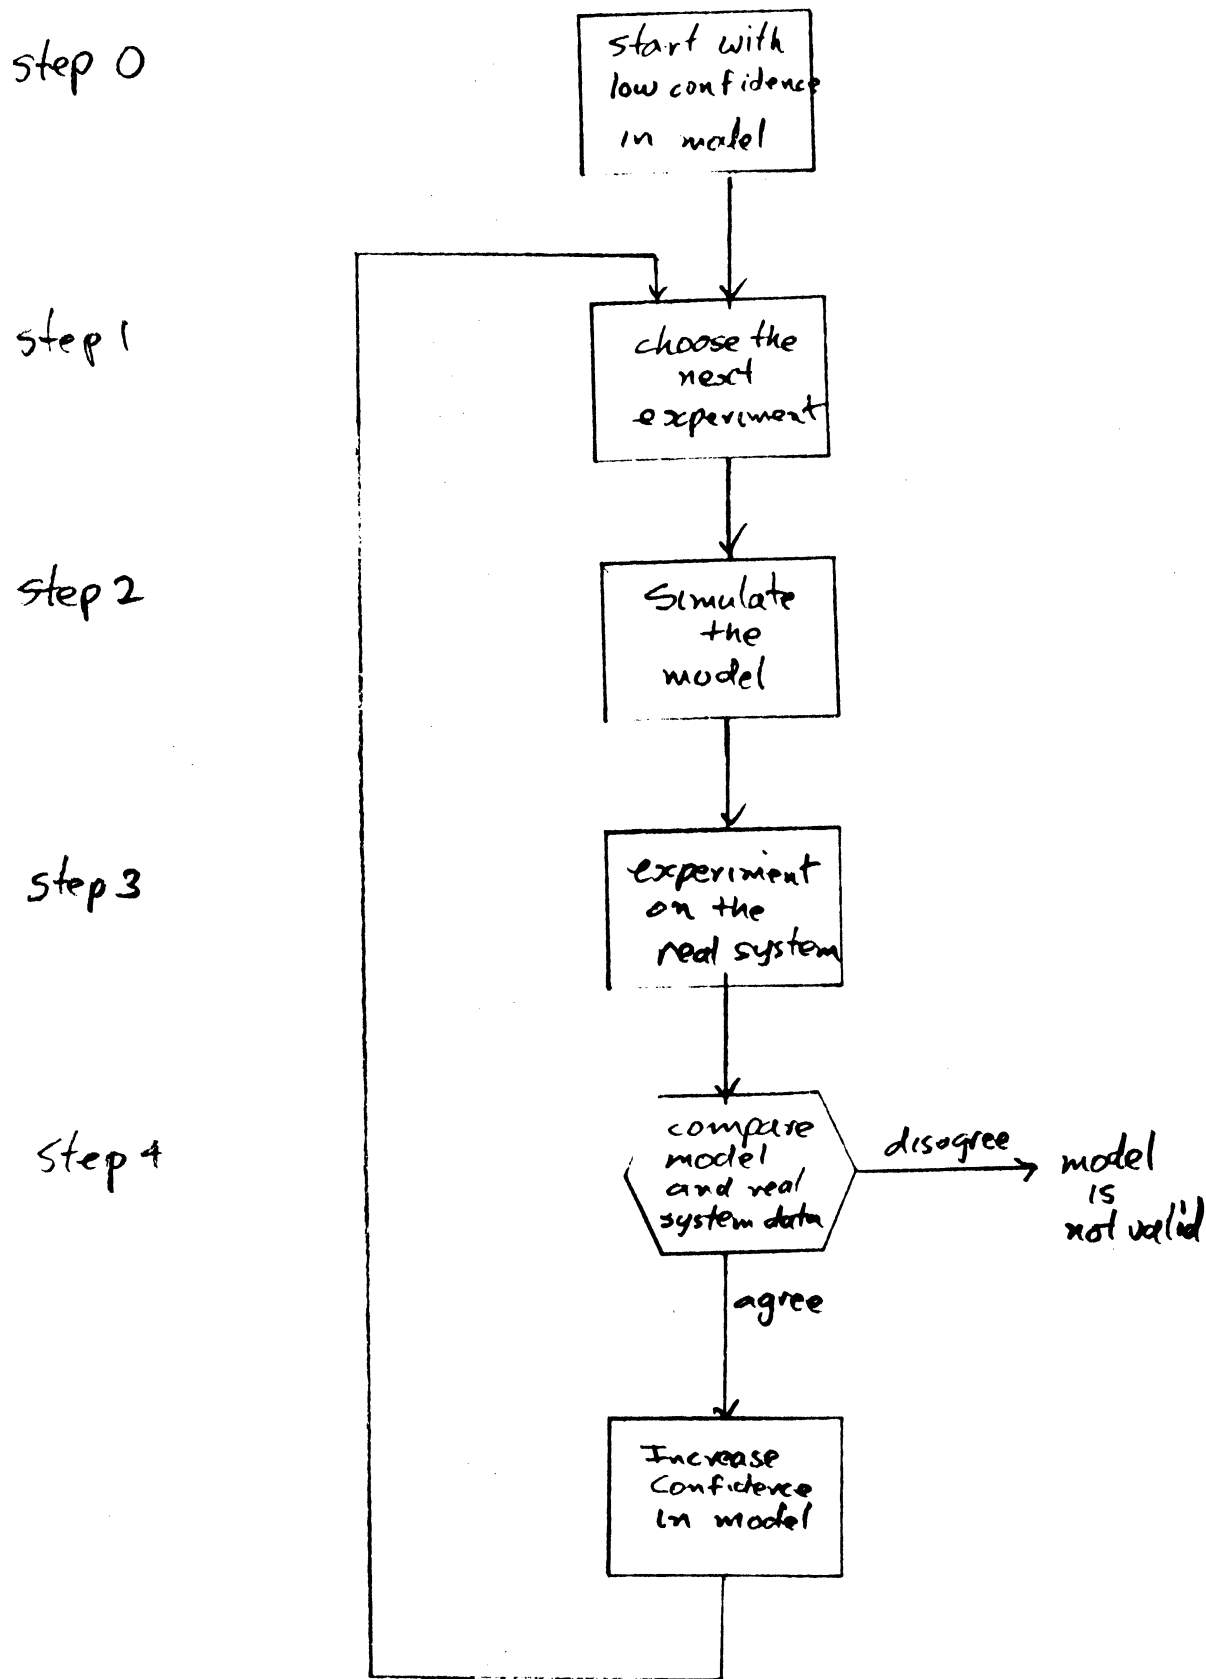 step 0
start with
low confidence
in model
step 1
choose the
next
experiment
step 2
Simulate
the
model
step 3
experiment
on the
real system
step 4
compare
model
and real
system data
disagree
model
is
not valid
agree
Increase
Confidence
in model